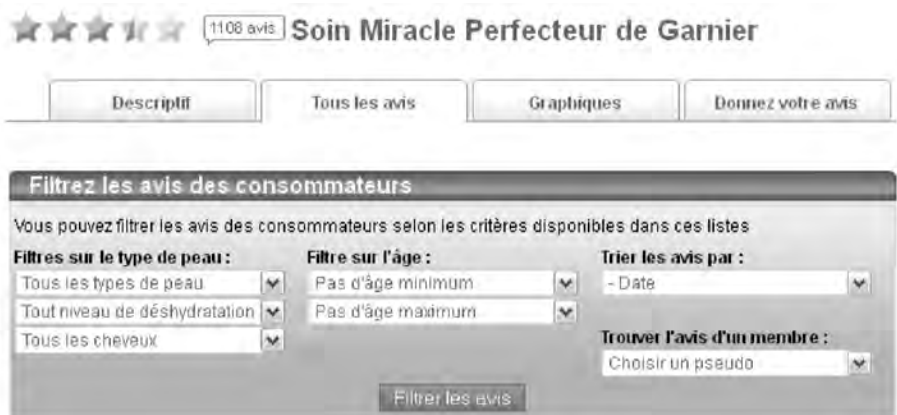 1108 avis Soin Miracle Perfecteur de Garnier
Descriptif Tous les avis Graphiques Donnez votre avis
Filtrez les avis des consommateurs
Vous pouvez filtrer les avis des consommateurs selon les critères disponibles dans ces listes
Filtres sur le type de peau : Filtre sur l'âge : Trier les avis par :
Tous les types de peau Pas d'âge minimum - Date
Tout niveau de déshydratation Pas d'âge maximum
Tous les cheveux Trouver l'avis d'un membre :
Choisir un pseudo
Filtrer les avis